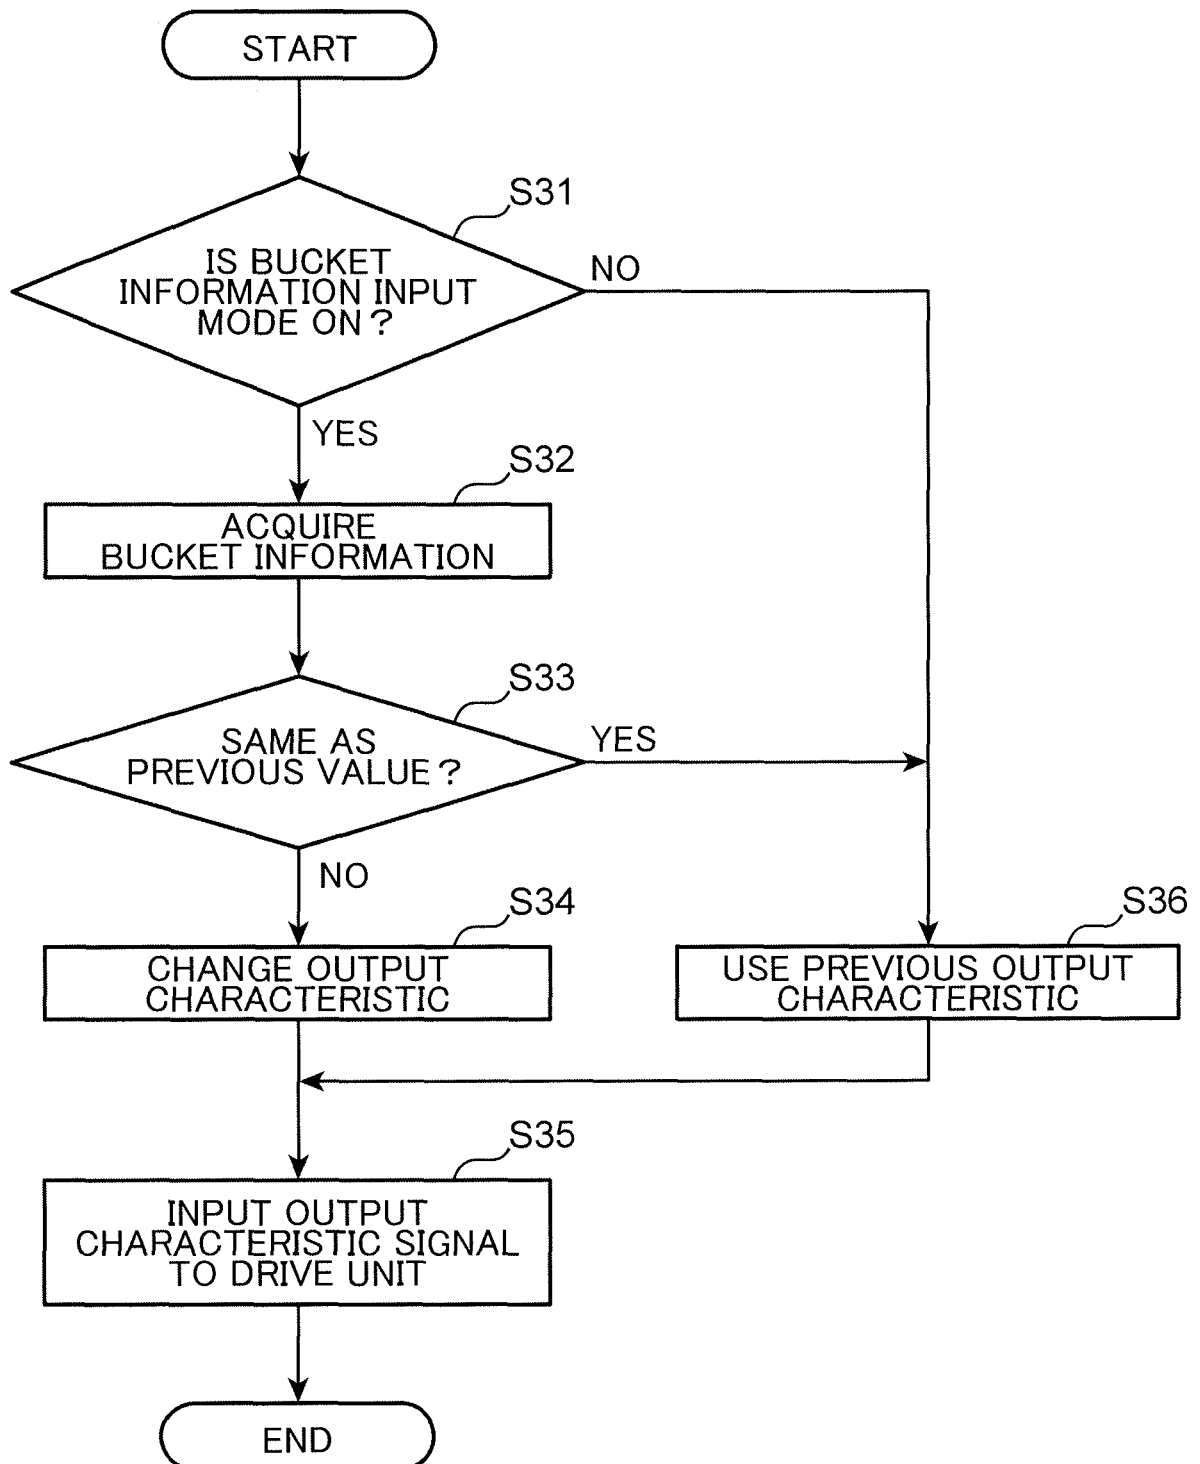 START
S31
IS BUCKET
INFORMATION INPUT
MODE ON?
NO
YES
S32
ACQUIRE
BUCKET INFORMATION
S33
SAME AS
PREVIOUS VALUE?
YES
NO
S34
CHANGE OUTPUT
CHARACTERISTIC
S36
USE PREVIOUS OUTPUT
CHARACTERISTIC
S35
INPUT OUTPUT
CHARACTERISTIC SIGNAL
TO DRIVE UNIT
END